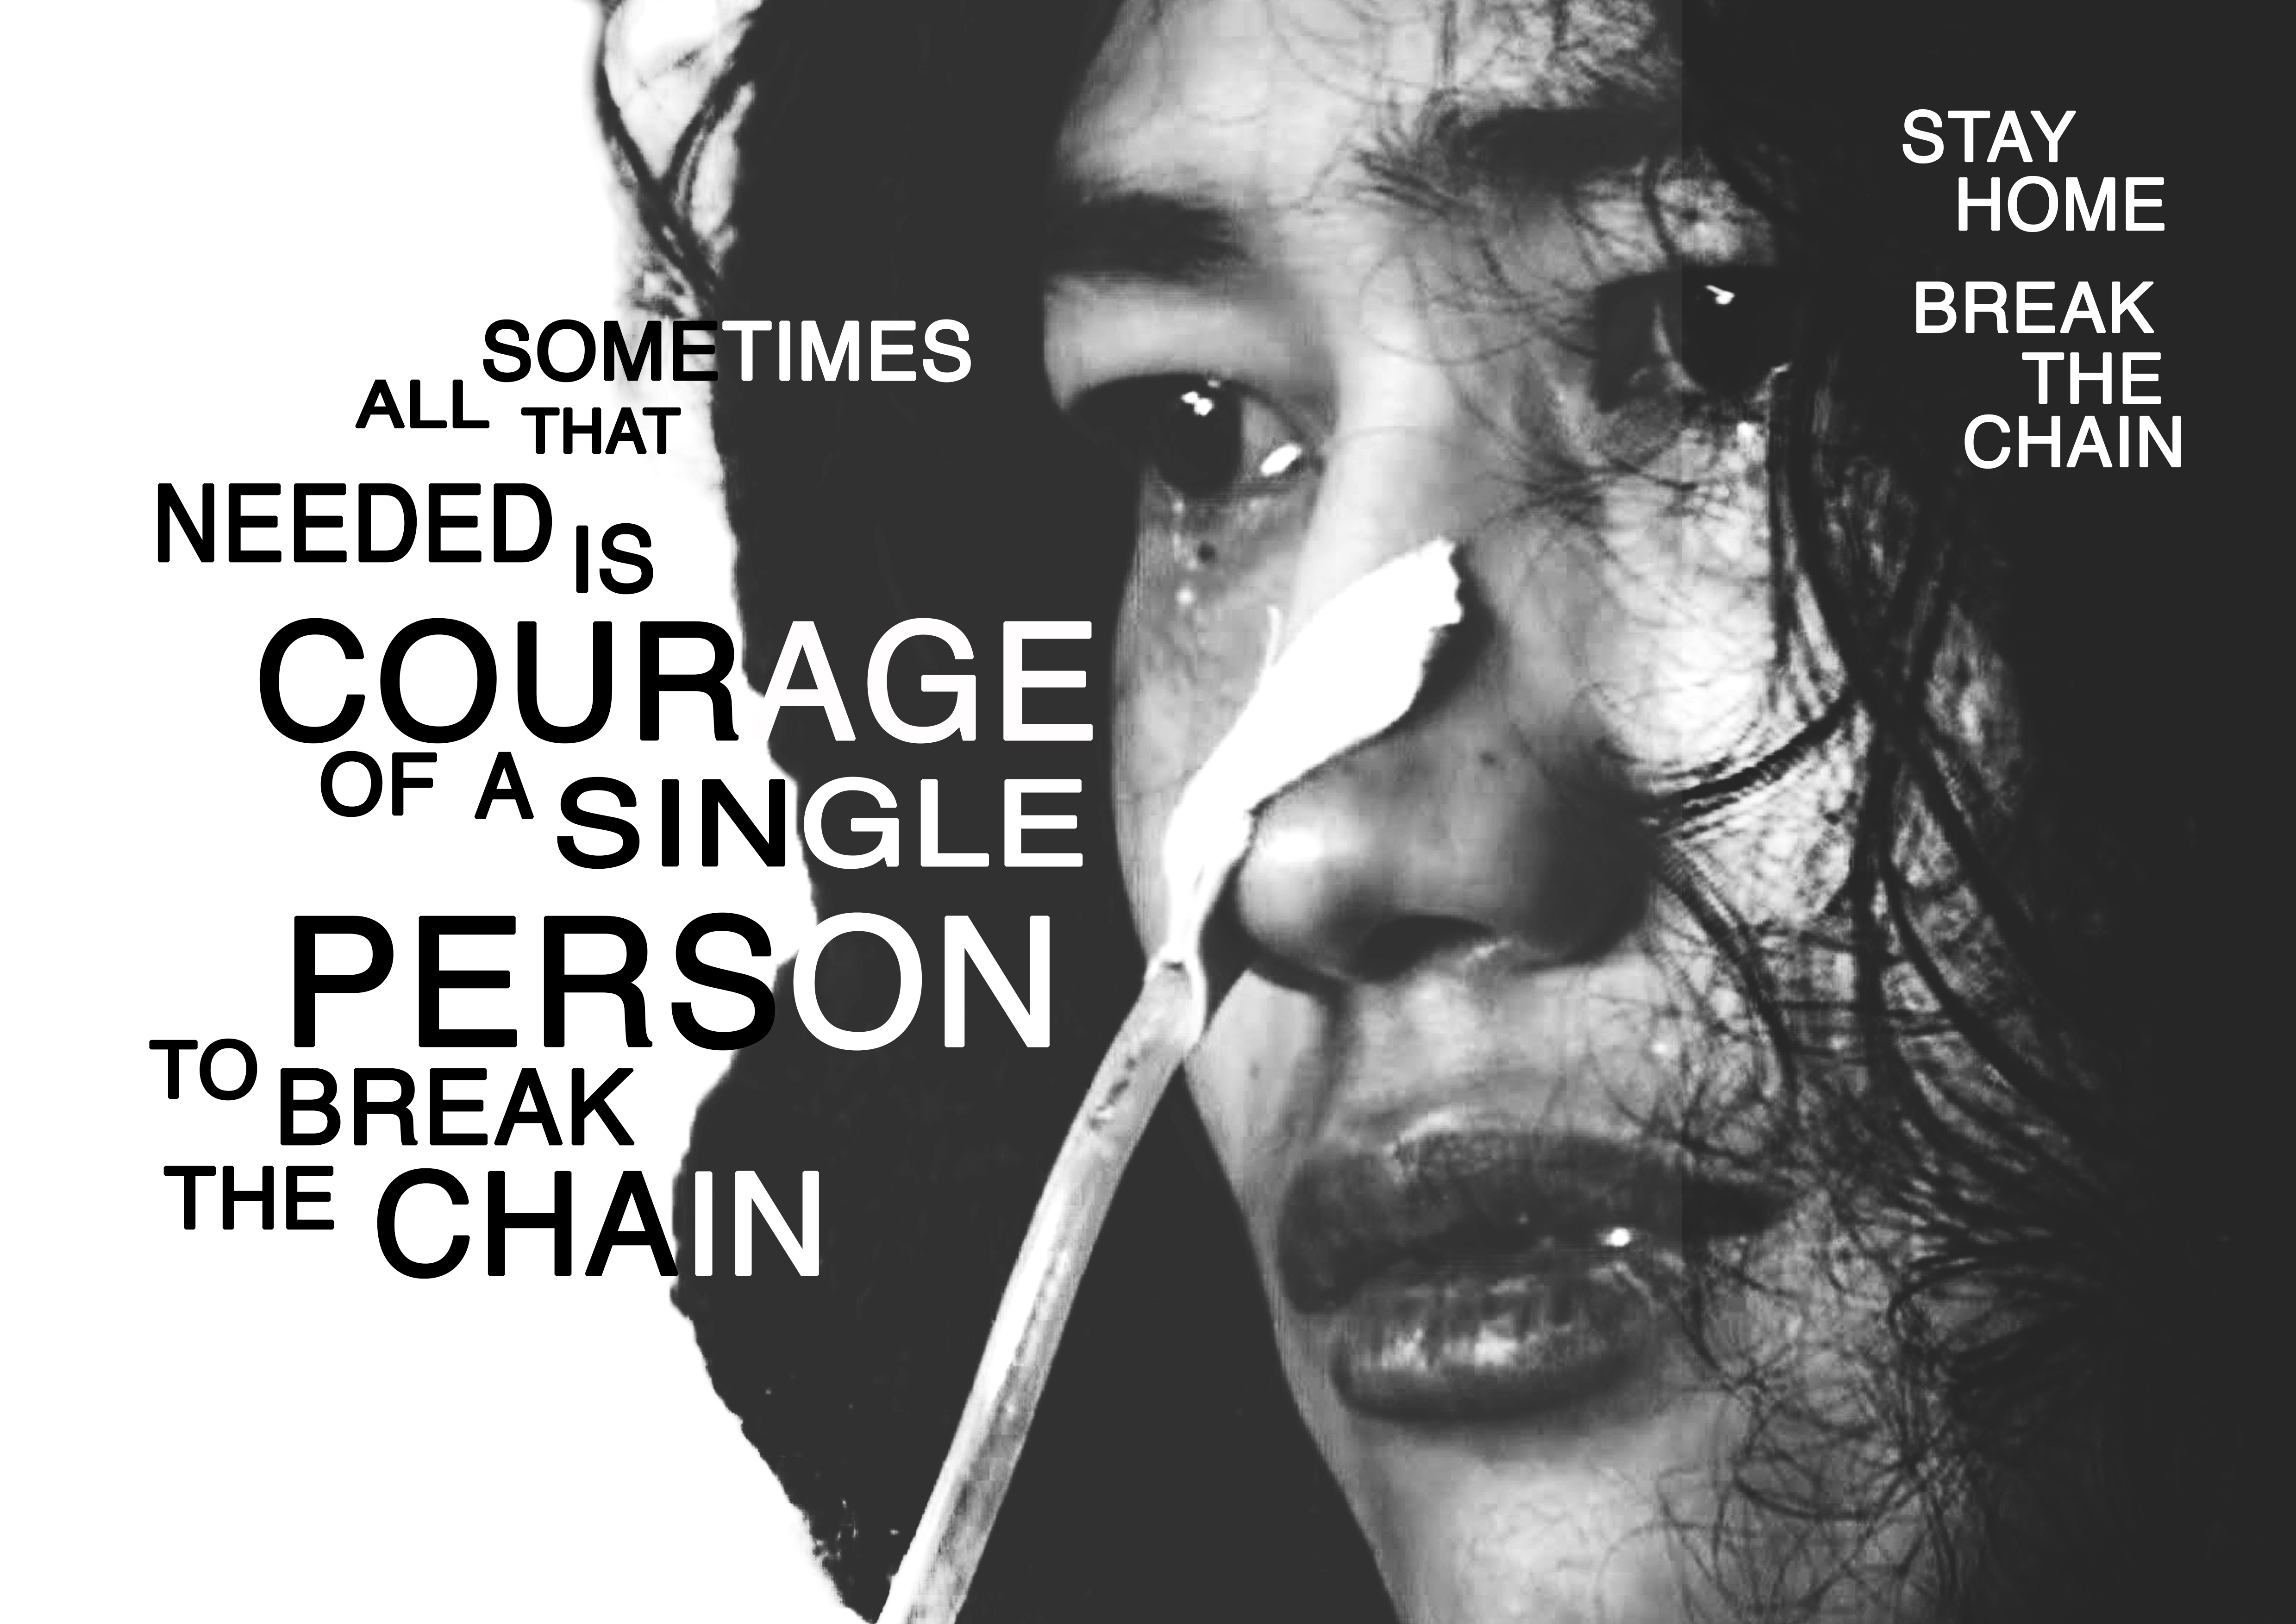 SOMETIMES
ALL THAT
NEEDED IS
COURAGE
OF A SINGLE
PERSON
TO BREAK
THE CHAIN
STAY
HOME
BREAK
THE
CHAIN